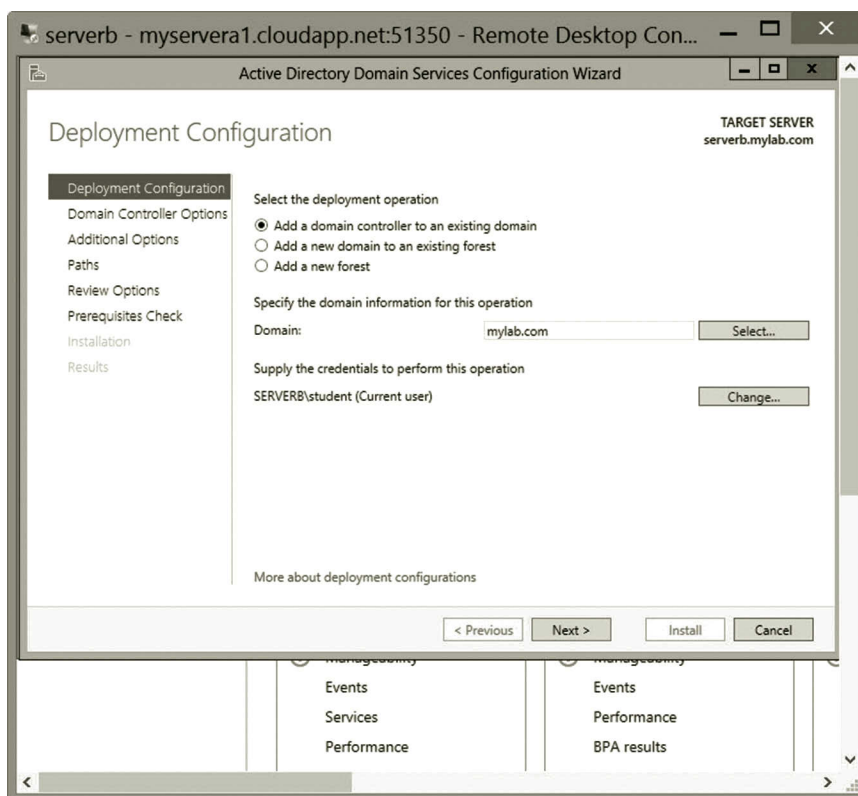 serverb - myservera1.cloudapp.net:51350 - Remote Desktop Con...
Active Directory Domain Services Configuration Wizard
Deployment Configuration
TARGET SERVER
serverb.mylab.com
Deployment Configuration
Domain Controller Options
Additional Options
Paths
Review Options
Prerequisites Check
Installation
Results
Select the deployment operation
Add a domain controller to an existing domain
Add a new domain to an existing forest
Add a new forest
Specify the domain information for this operation
Domain: mylab.com Select...
Supply the credentials to perform this operation
SERVERB\student (Current user) Change...
More about deployment configurations
< Previous Next > Install Cancel
Manageability Manageability
Events Events
Services Performance
Performance BPA results